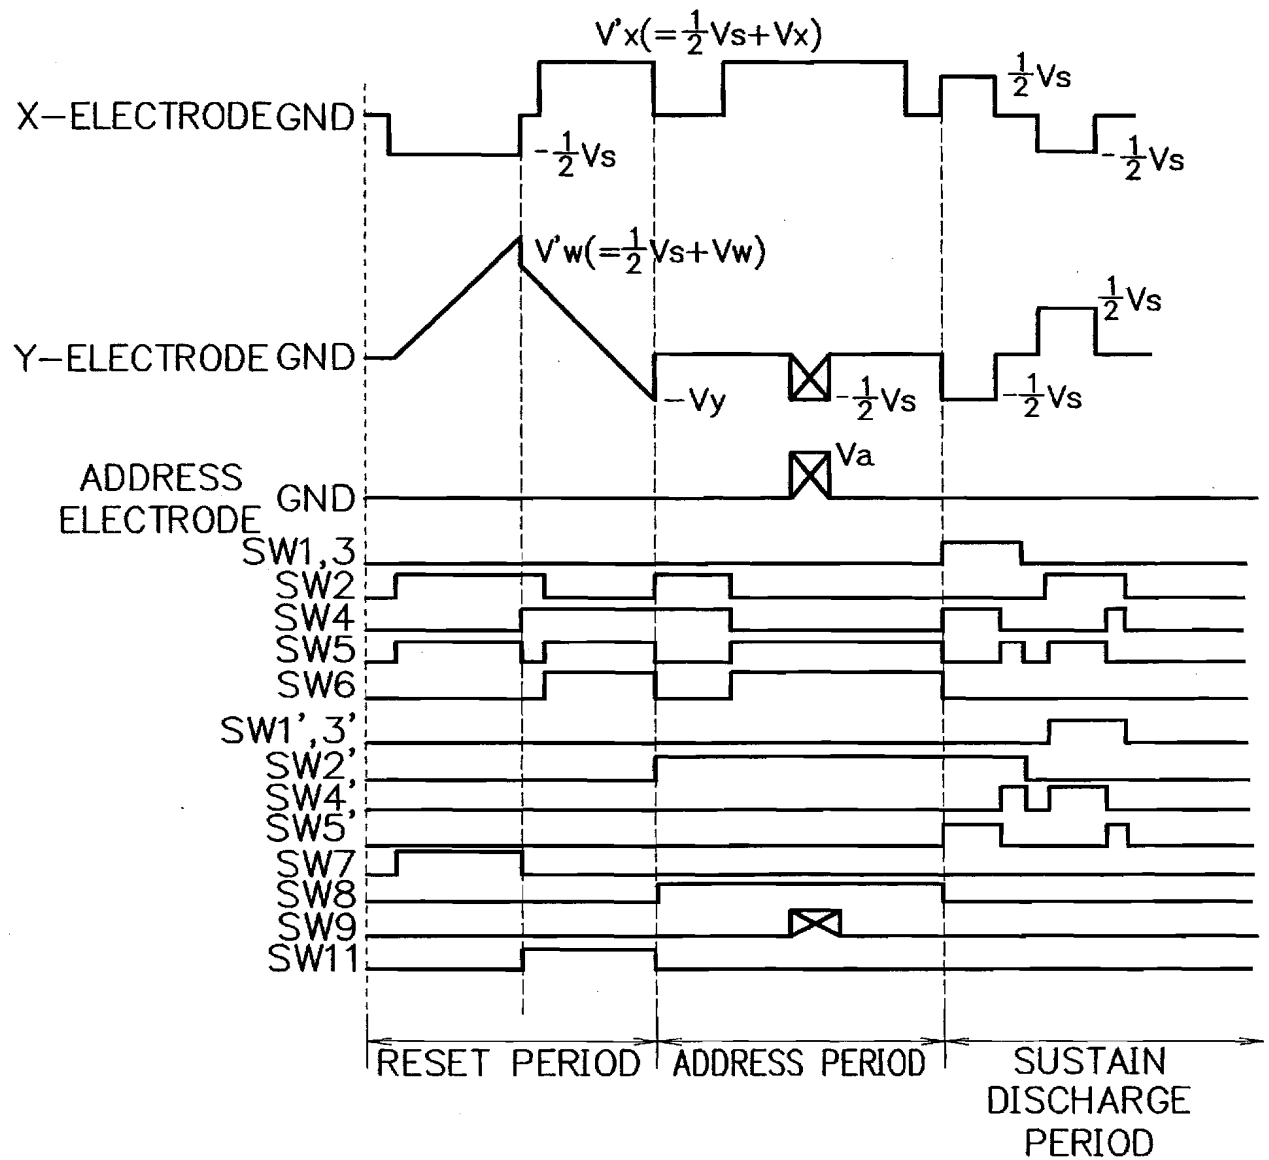 V'x(=1/2Vs+Vx)
1/2Vs
X-ELECTRODE GND
-1/2Vs
-1/2Vs
V'w(=1/2Vs+Vw)
1/2Vs
Y-ELECTRODE GND
-Vy
-1/2Vs
-1/2Vs
Va
ADDRESS
ELECTRODE
GND
SW1,3
SW2
SW4
SW5
SW6
SW1',3'
SW2'
SW4'
SW5'
SW7
SW8
SW9
SW11
RESET PERIOD
ADDRESS PERIOD
SUSTAIN
DISCHARGE
PERIOD